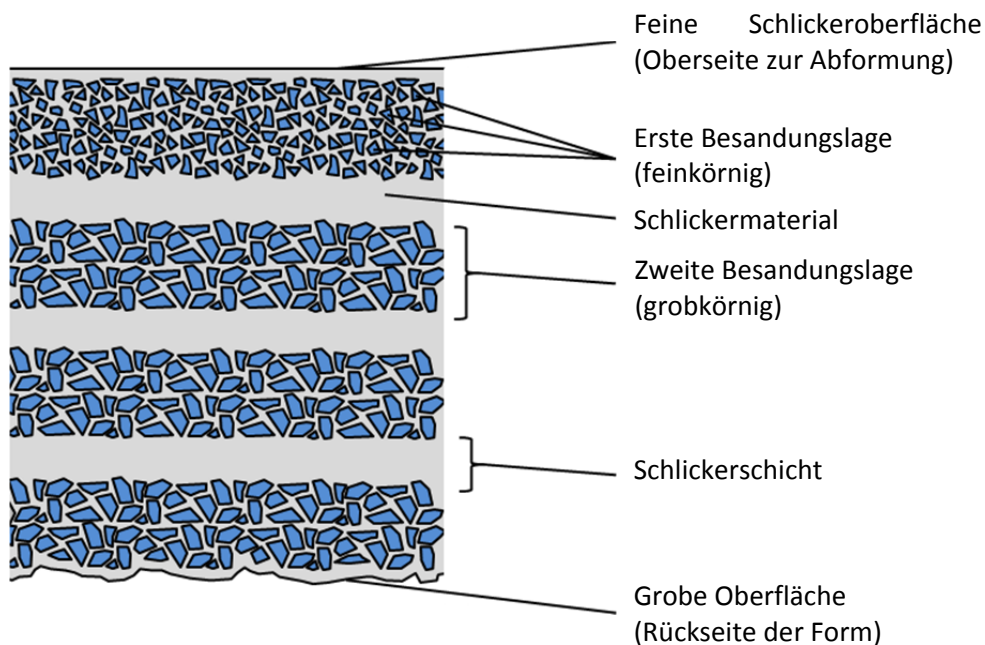 Feine Schlickeroberfläche
(Oberseite zur Abformung)
Erste Besandungslage
(feinkörnig)
Schlickermaterial
Zweite Besandungslage
(grobkörnig)
Schlickerschicht
Grobe Oberfläche
(Rückseite der Form)